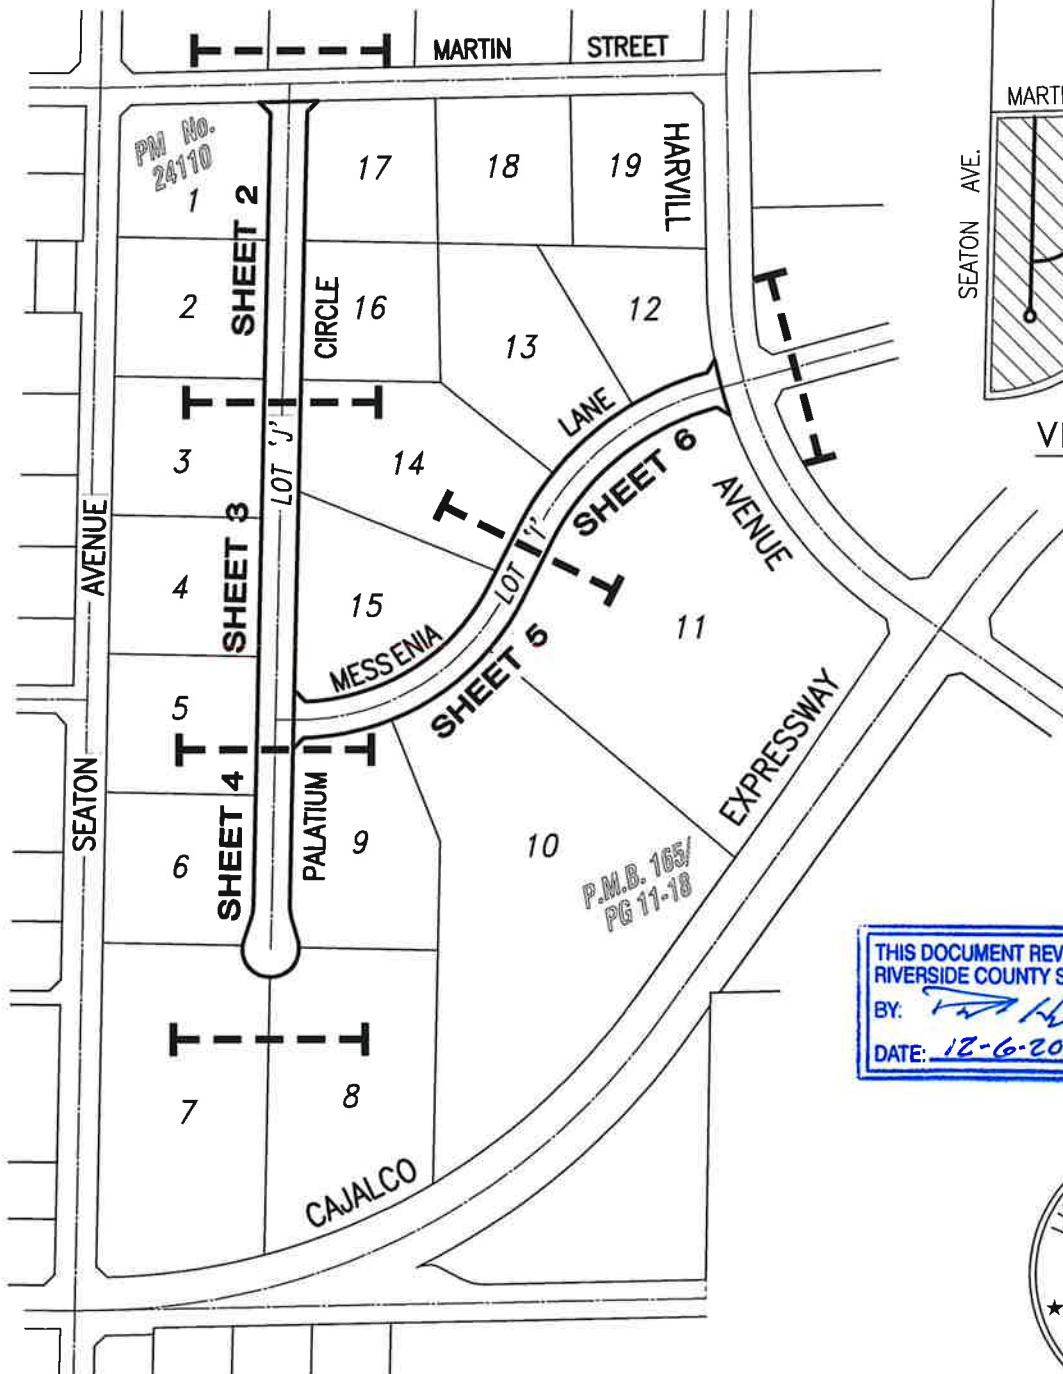 MARTIN STREET
PM No.
24110
1
17
18
19
HARVILL
SHEET 2
2
CIRCLE
16
13
12
LANE
3
LOT 'J'
14
SHEET 6
AVENUE
SHEET 3
AVENUE
4
15
LOT 'I'
11
MESSENIA
SHEET 5
5
SEATON
SHEET 4
PALATIUM
6
9
10
EXPRESSWAY
P.M.B. 165/
PG 11-18
7
8
CAJALCO
SEATON AVE.
THIS DOCUMENT REV
RIVERSIDE COUNTY S
BY:
DATE: 12-6-20